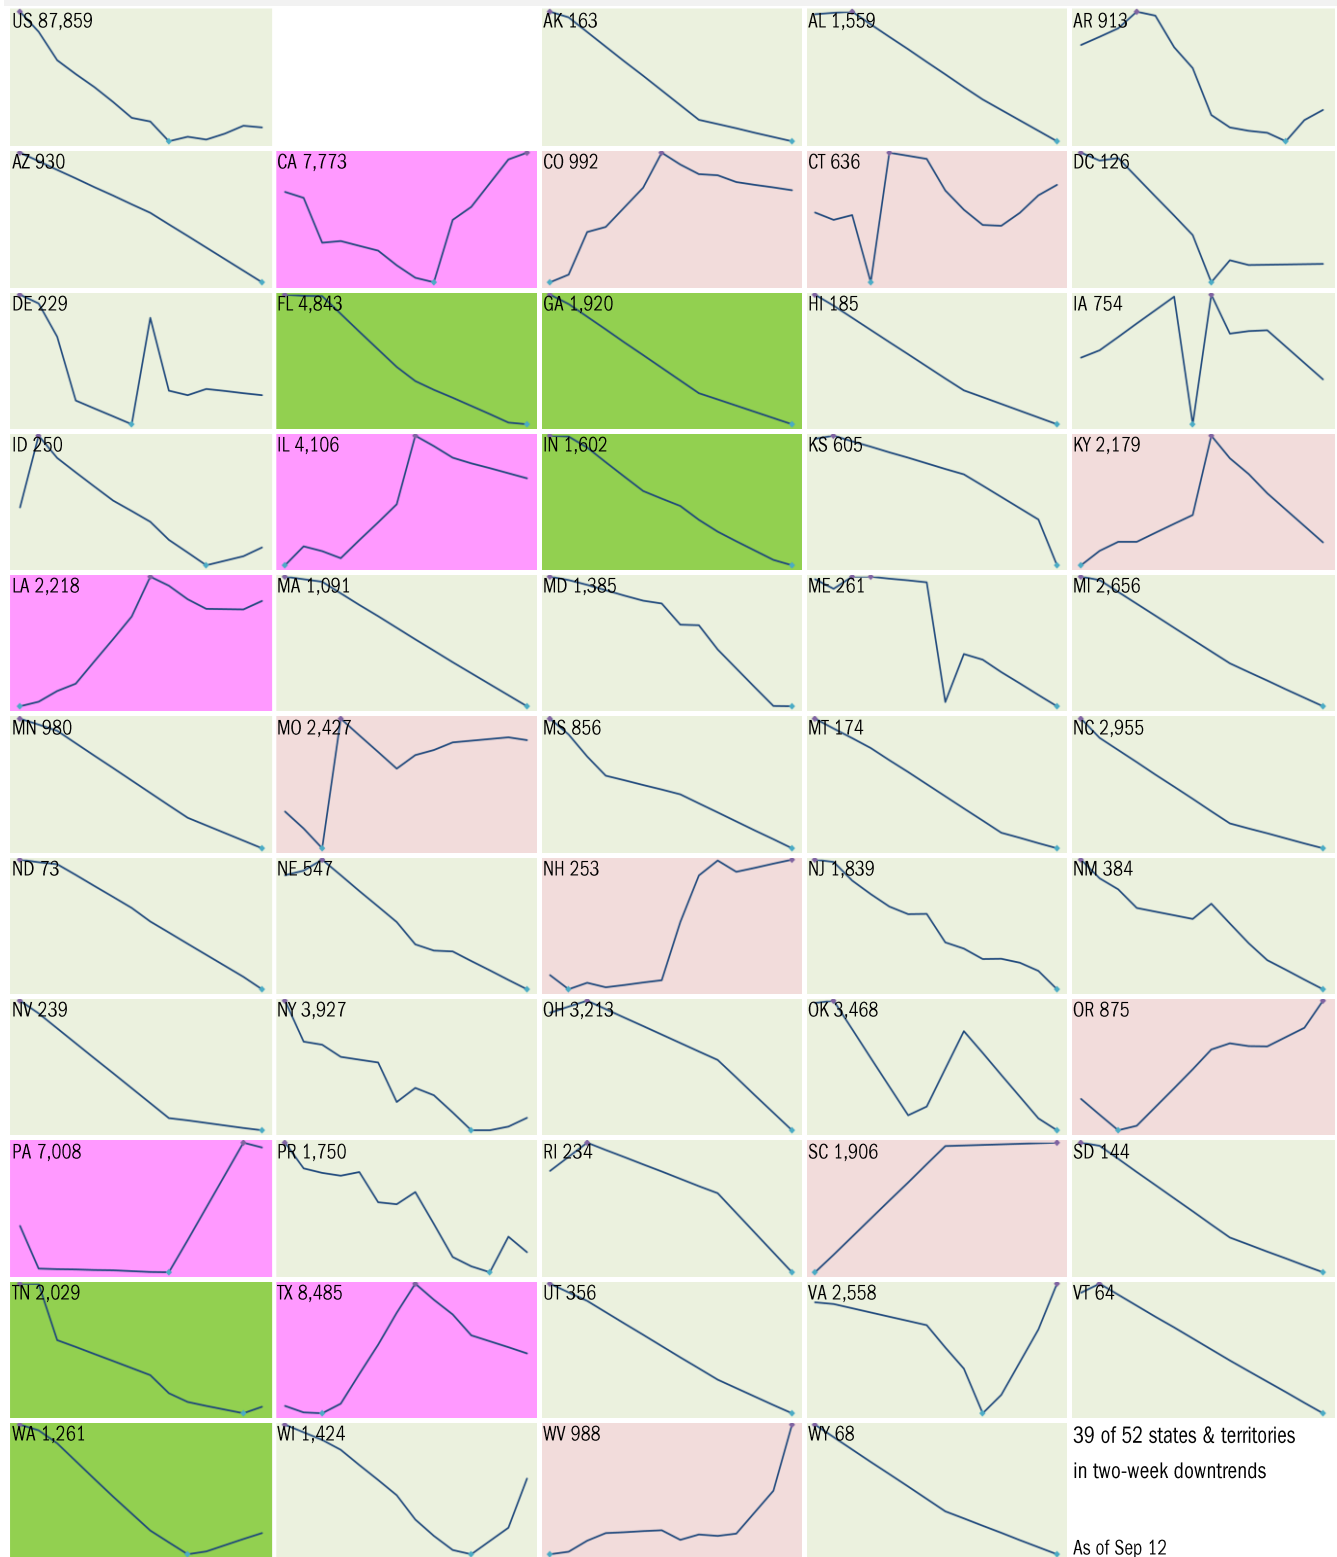 US 87,859
AK 163
AL 1,559
AR 913
AZ 930
CA 7,773
CO 992
CT 636
DC 126
DE 229
FL 4,843
GA 1,920
HI 185
IA 754
ID 250
IL 4,106
IN 1,602
KS 605
KY 2,179
LA 2,218
MA 1,091
MD 1,385
ME 261
MI 2,656
MN 980
MO 2,427
MS 856
MT 174
NC 2,955
ND 73
NE 547
NH 253
NJ 1,839
NM 384
NV 239
NY 3,927
OH 3,213
OK 3,468
OR 875
PA 7,008
PR 1,750
RI 234
SC 1,906
SD 144
TN 2,029
TX 8,485
UT 356
VA 2,558
VT 64
WA 1,261
WI 1,424
WV 988
WY 68
39 of 52 states & territories
in two-week downtrends
As of Sep 12